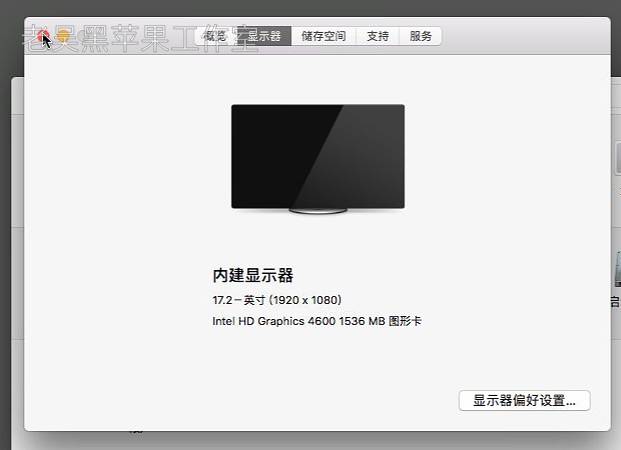 老吴黑苹果工作室
概览 显示器 储存空间 支持 服务
内建显示器
17.2-英寸 (1920 x 1080)
Intel HD Graphics 4600 1536 MB 图形卡
显示器偏好设置...